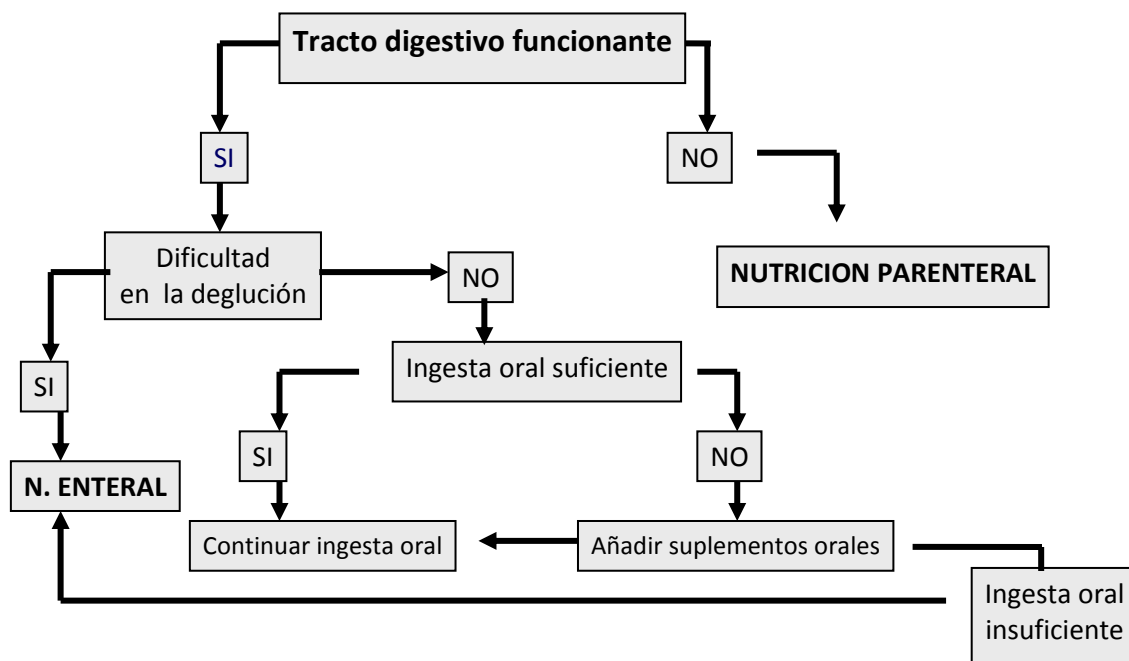 Tracto digestivo funcionante
SI
NO
Dificultad
en la deglución
NO
NUTRICION PARENTERAL
SI
Ingesta oral suficiente
SI
NO
N. ENTERAL
Continuar ingesta oral
Añadir suplementos orales
Ingesta oral
insuficiente